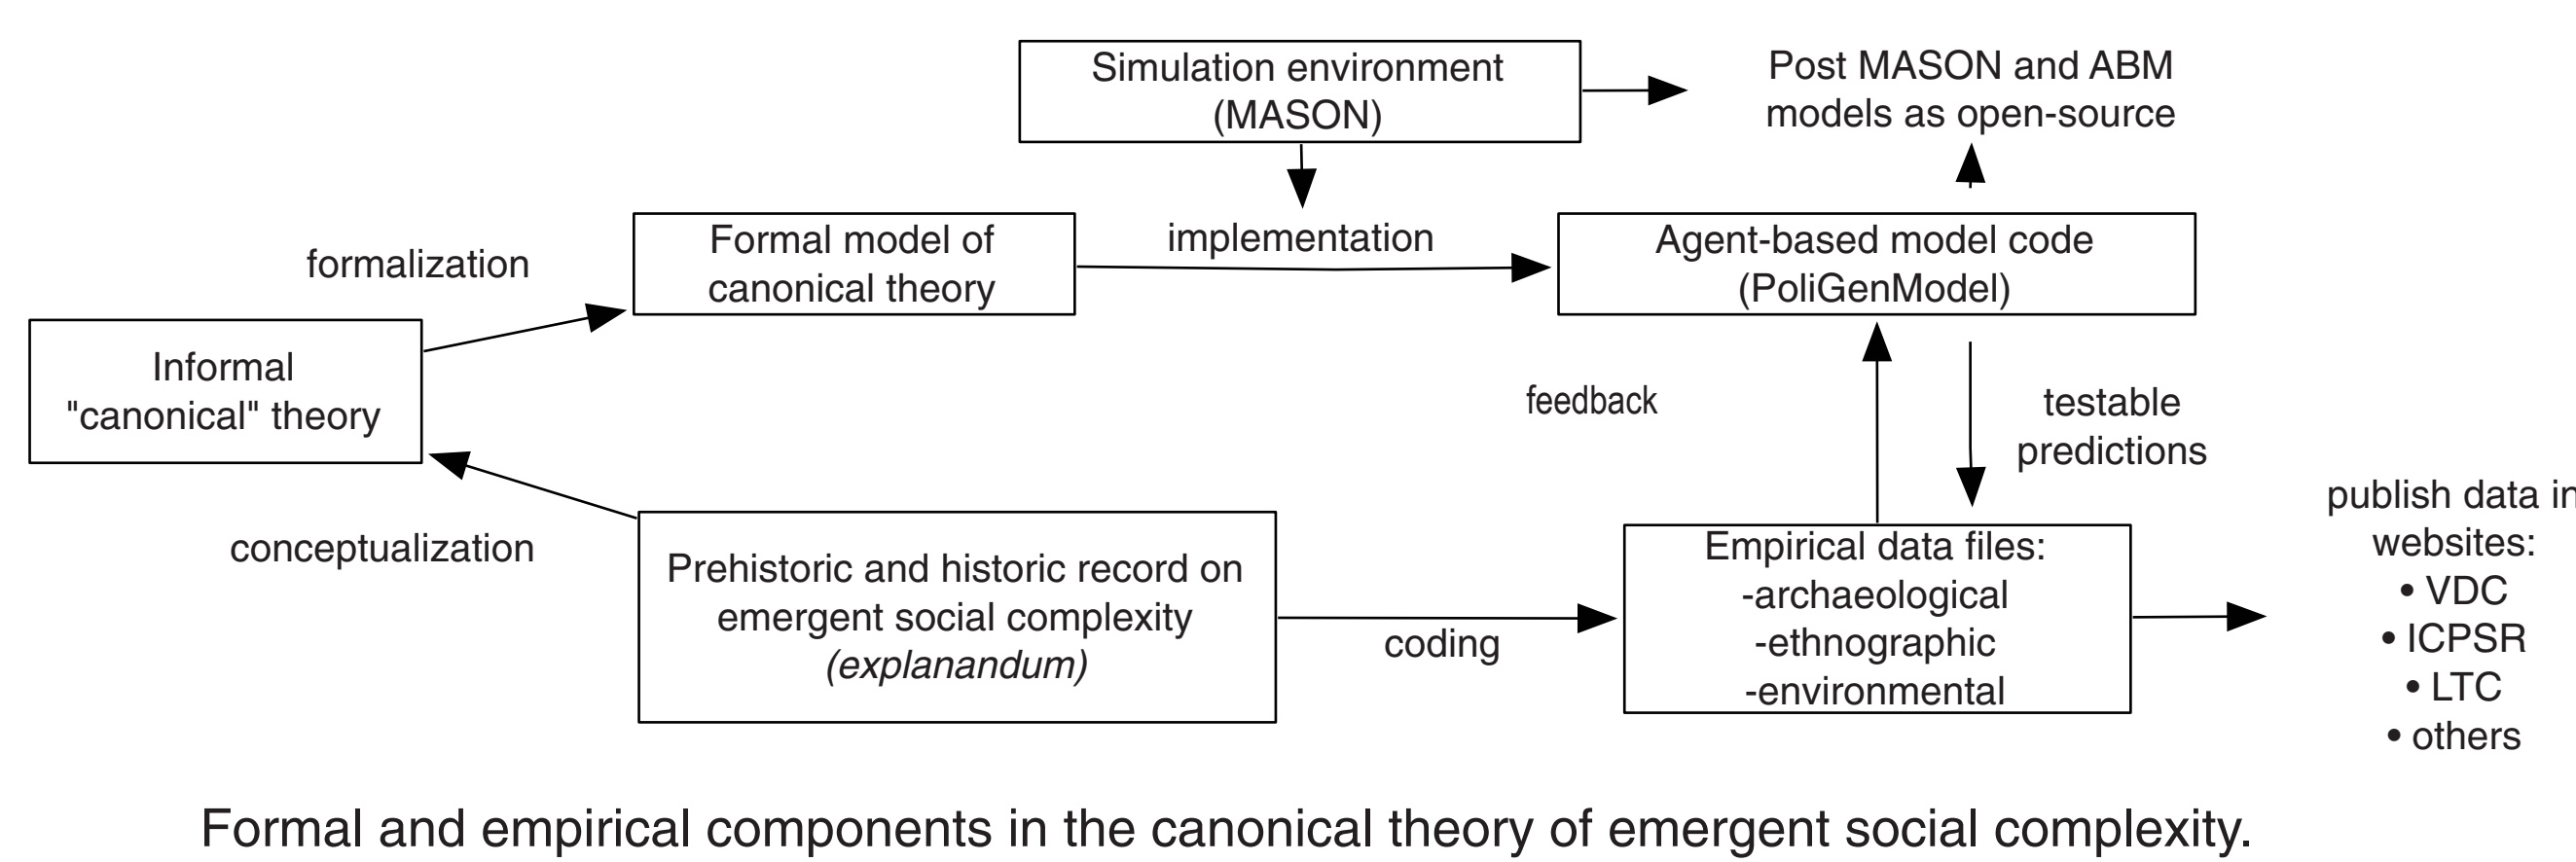 Simulation environment
(MASON)
Post MASON and ABM
models as open-source
formalization
Formal model of
canonical theory
implementation
Agent-based model code
(PoliGenModel)
Informal
"canonical" theory
feedback
testable
predictions
conceptualization
Prehistoric and historic record on
emergent social complexity
(explanandum)
coding
Empirical data files:
-archaeological
-ethnographic
-environmental
publish data in
websites:
• VDC
• ICPSR
• LTC
• others
Formal and empirical components in the canonical theory of emergent social complexity.